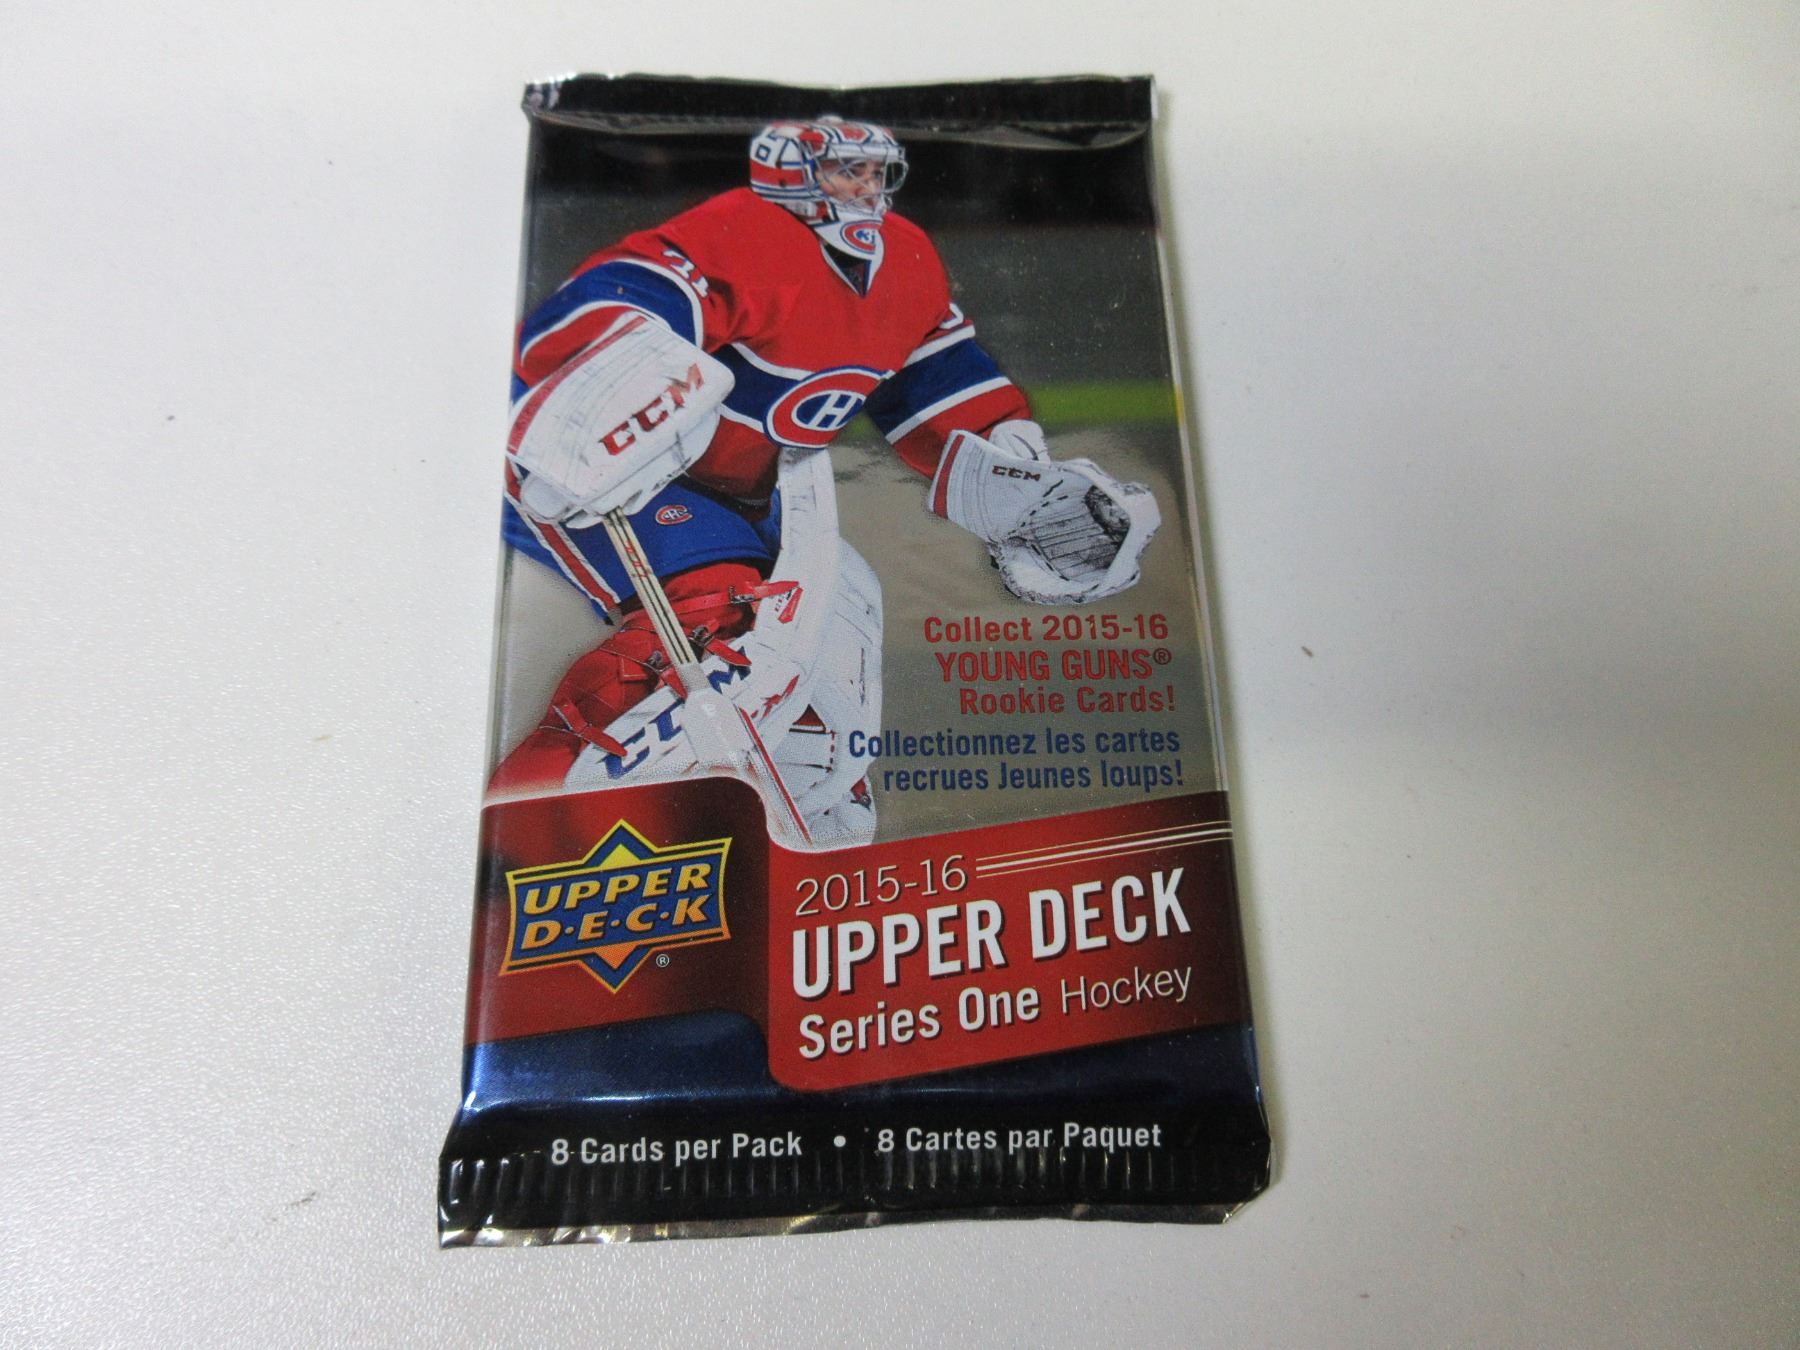 31
CCM
CCM
CCM
Collect 2015-16
YOUNG GUNS®
Rookie Cards!
Collectionnez les cartes
recrues Jeunes loups!
UPPER
D·E·C·K
®
2015-16
UPPER DECK
Series One Hockey
8 Cards per Pack • 8 Cartes par Paquet